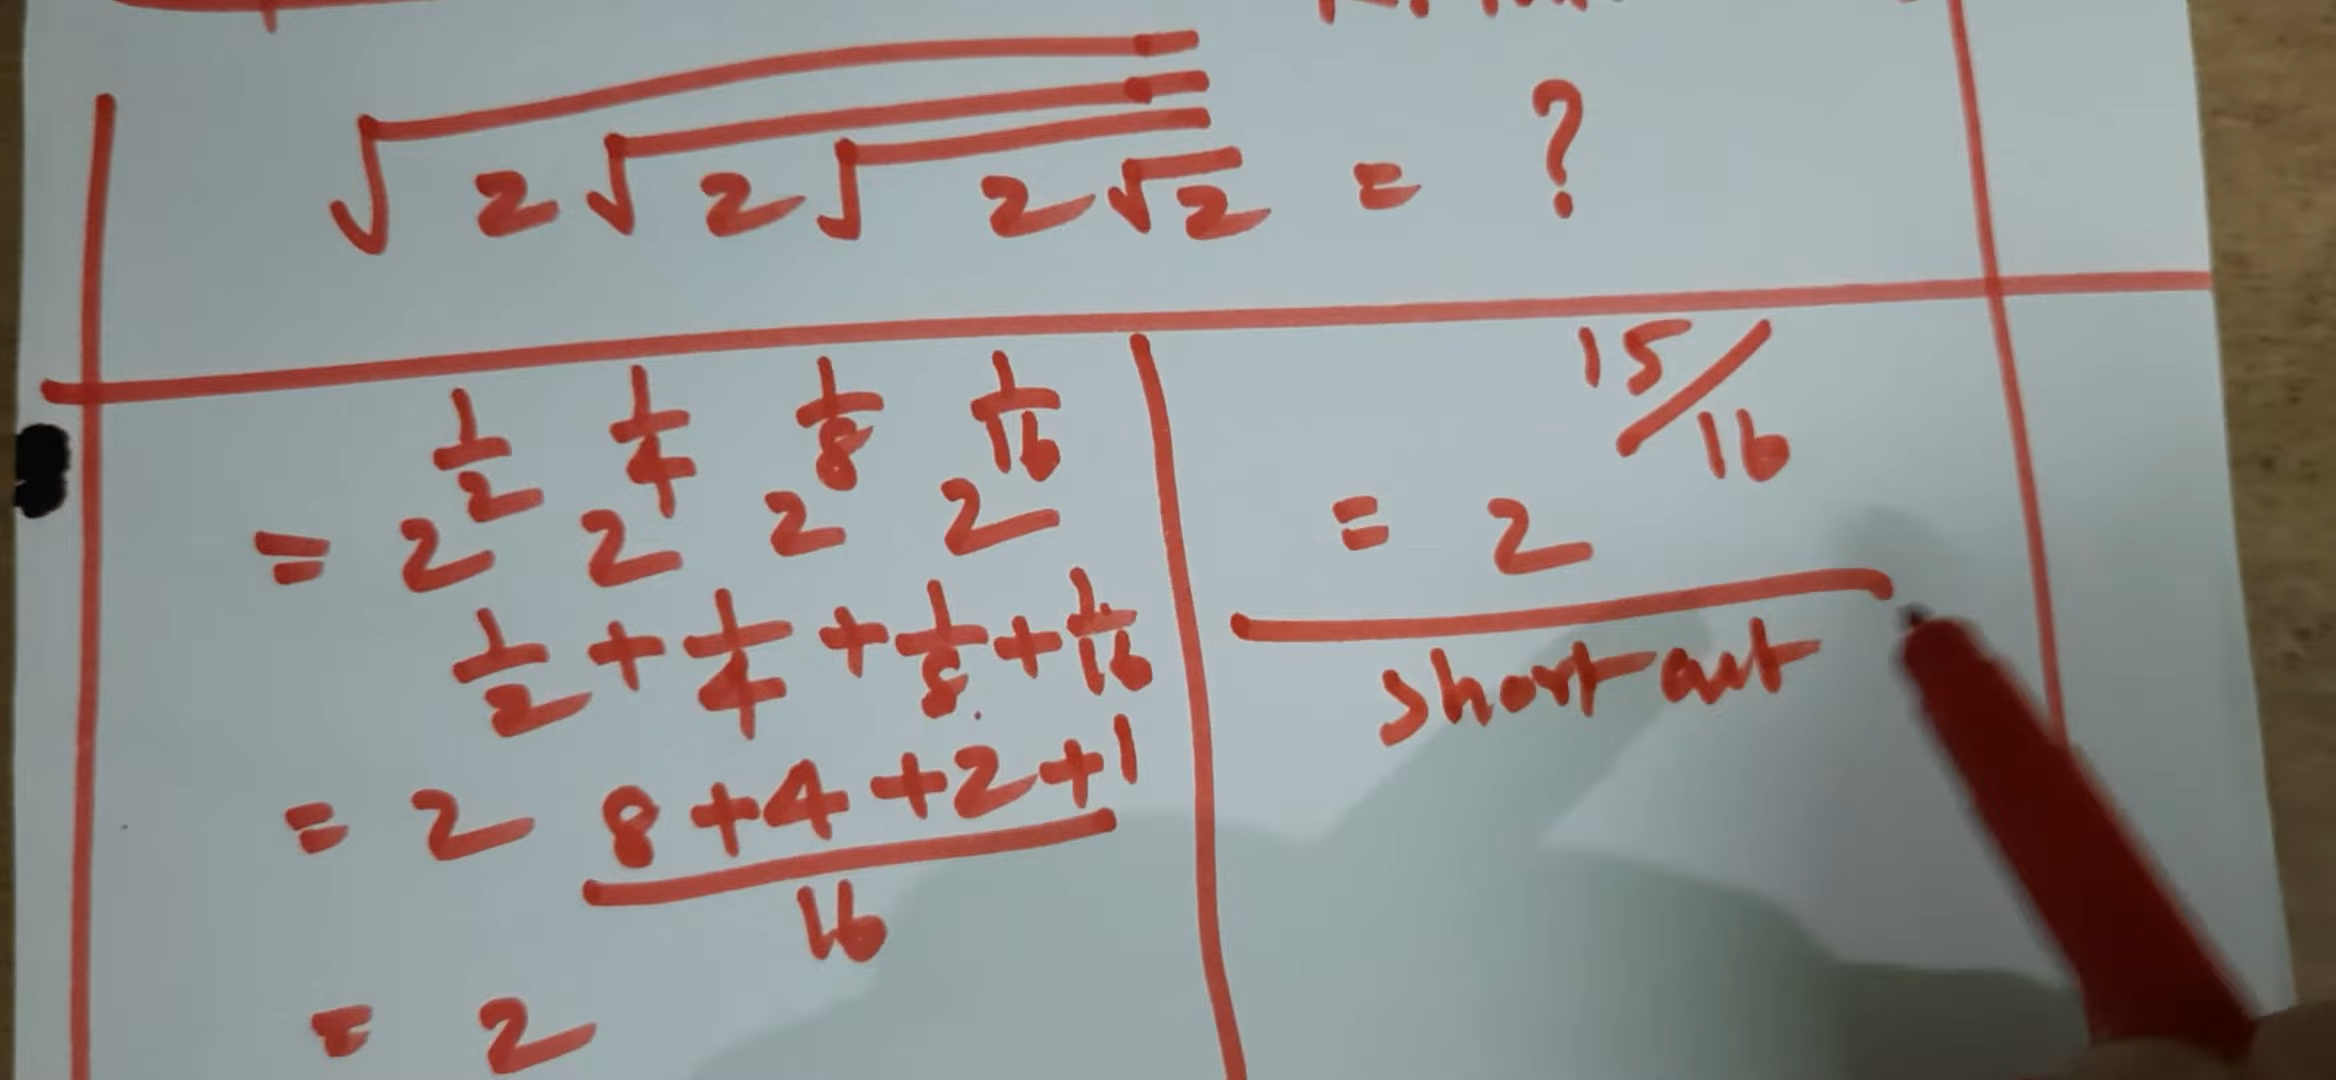 √2√2√2√2 = ?
= 2^1/2 2^1/4 2^1/8 2^1/16
1/2 + 1/4 + 1/8 + 1/16
= 2 8+4+2+1/16
= 2
= 2^15/16
Short cut